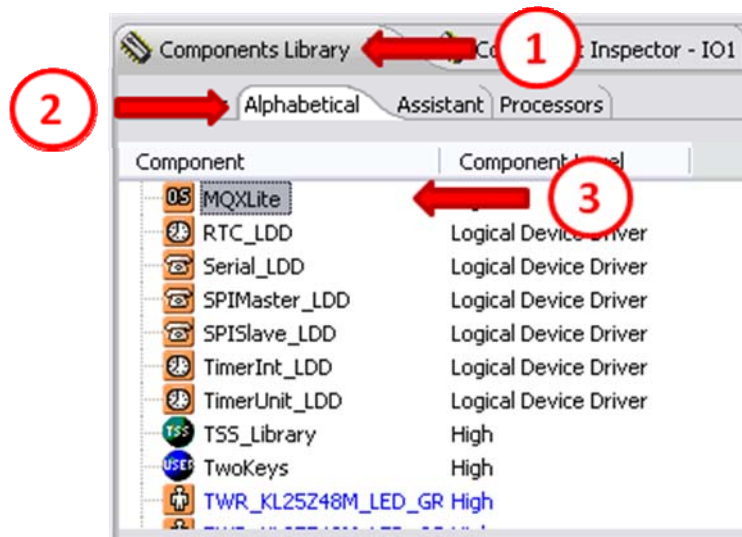 Components Library
1
Inspector - IO1
2
Alphabetical Assistant Processors
Component Component Level
OS MQXLite 3
RTC_LDD Logical Device Driver
Serial_LDD Logical Device Driver
SPIMaster_LDD Logical Device Driver
SPISlave_LDD Logical Device Driver
TimerInt_LDD Logical Device Driver
TimerUnit_LDD Logical Device Driver
TSS TSS_Library High
USER TwoKeys High
TWR_KL25Z48M_LED_GR High